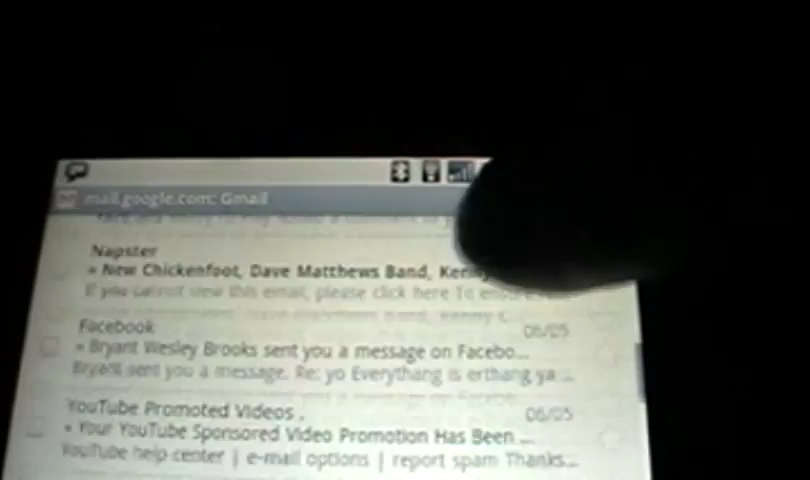 mail.google.com: Gmail
Napster
» New Chickenfoot, Dave Matthews Band, Kenny
If you cannot view this email, please click here To
Facebook 06/05
» Bryant Wesley Brooks sent you a message on Facebo...
Bryant sent you a message. Re: yo Everythang is erthang ya ...
YouTube Promoted Videos . 06/05
» Your YouTube Sponsored Video Promotion Has Been ...
YouTube help center | e-mail options | report spam Thanks...